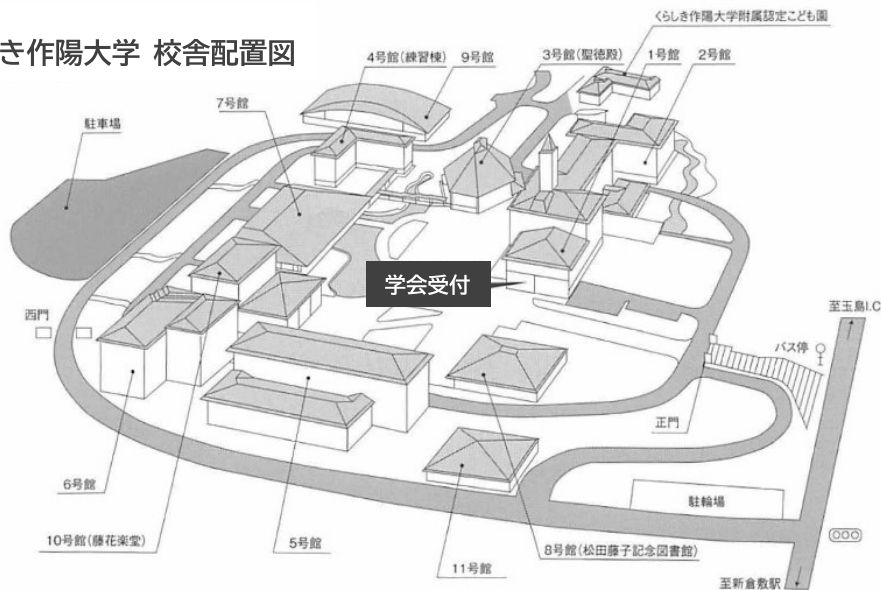 き作陽大学 校舎配置図
くらしき作陽大学附属認定こども園
4号館(練習棟)
9号館
3号館(聖徳殿)
1号館
2号館
7号館
駐車場
学会受付
西門
至玉島I.C
バス停
正門
6号館
駐輪場
10号館(藤花楽堂)
5号館
8号館(松田藤子記念図書館)
11号館
至新倉敷駅